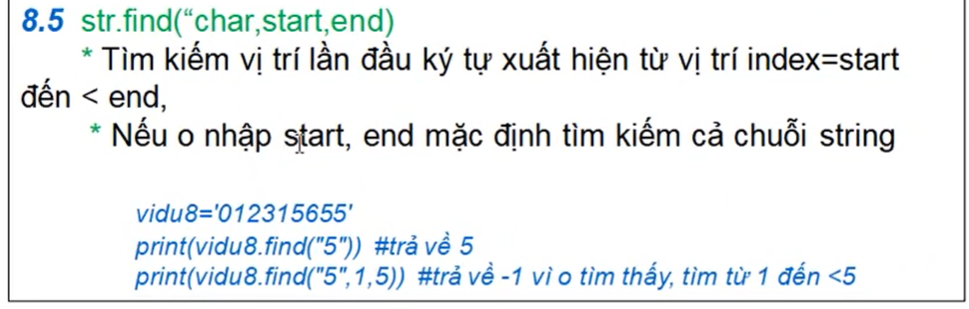 8.5 str.find(“char,start,end)
* Tìm kiếm vị trí lần đầu ký tự xuất hiện từ vị trí index=start
đến < end,
* Nếu o nhập start, end mặc định tìm kiếm cả chuỗi string
vidu8='012315655'
print(vidu8.find("5")) #trả về 5
print(vidu8.find("5",1,5)) #trả về -1 vì o tìm thấy, tìm từ 1 đến <5